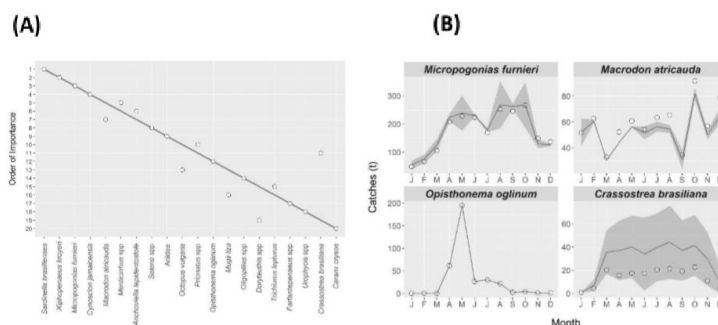 (A)
(B)
Order of Importance
1
2
3
4
5
6
7
8
9
10
11
12
13
14
15
16
17
18
19
20
Sardinella brasiliensis
Xiphopenaeus kroyeri
Micropogonias furnieri
Cynoscion jamaicensis
Macrodon atricauda
Menticirrhus spp
Anchoviella lepidentostole
Scions spp
Ariidae
Octopus vulgaris
Prionotus spp
Opisthonema oglinum
Mugil liza
Oligoplites spp
Doryteuthis spp
Trichiurus lepturus
Farfantepenaeus spp
Urophycis spp
Crassostrea brasiliana
Caranx crysos
Catches (t)
Micropogonias furnieri
300
200
100
0
J F M A M J J A S O N D
Macrodon atricauda
80
60
40
J F M A M J J A S O N
Opisthonema oglinum
200
150
100
50
0
J F M A M J J A S O N D
Crassostrea brasiliana
60
40
20
0
J F M A M J J A S O N
Month